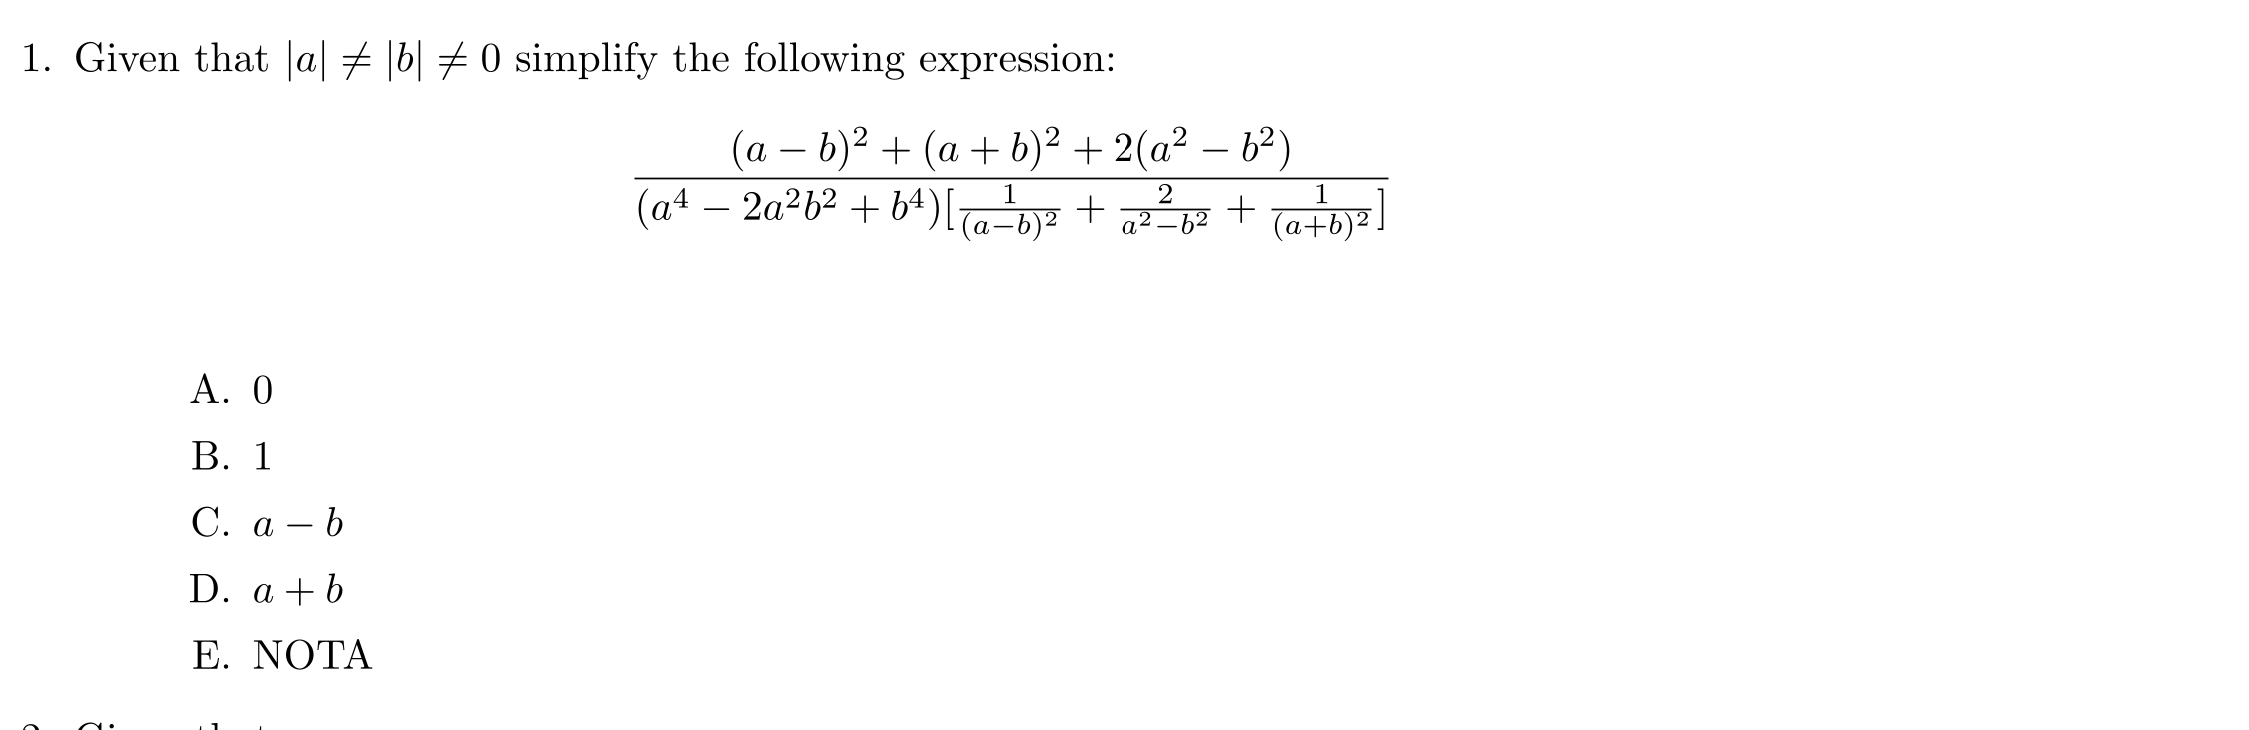 1. Given that |a| ≠ |b| ≠ 0 simplify the following expression:
(a − b)² + (a + b)² + 2(a² − b²)
(a⁴ − 2a²b² + b⁴)[1/(a−b)² + 2/a²−b² + 1/(a+b)²]
A. 0
B. 1
C. a − b
D. a + b
E. NOTA